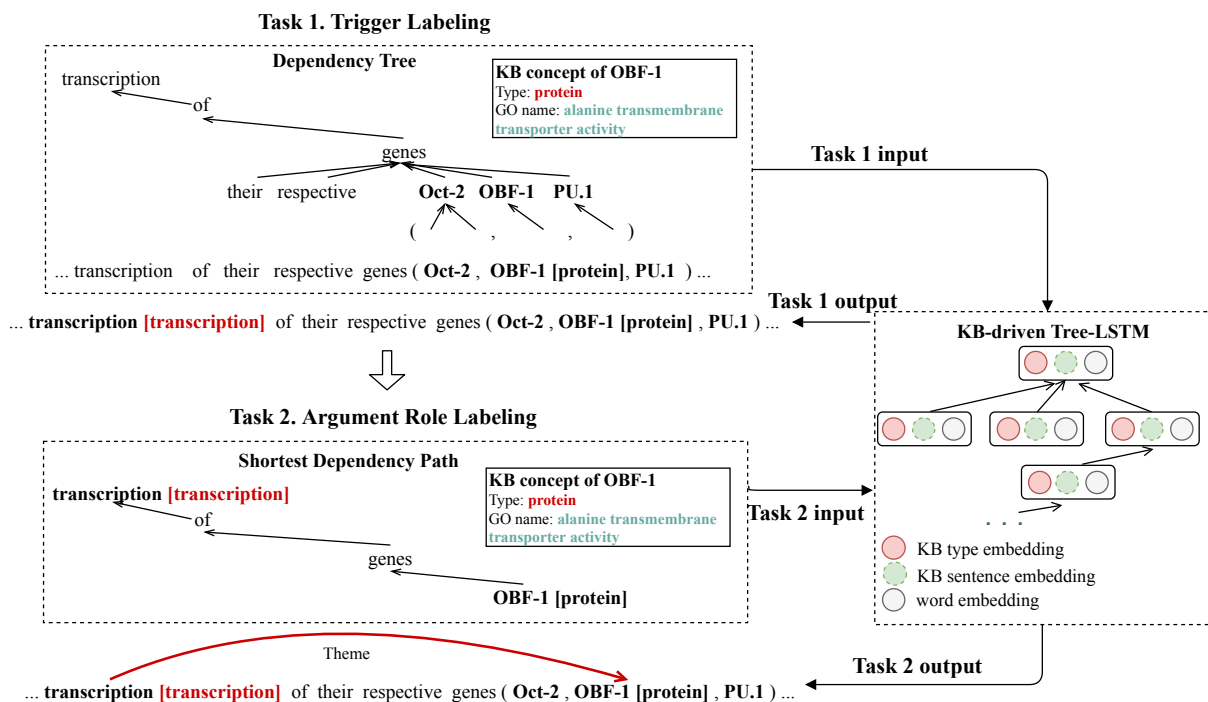 Task 1. Trigger Labeling
Dependency Tree
KB concept of OBF-1
Type: protein
GO name: alanine transmembrane
transporter activity
transcription
of
genes
their respective Oct-2 OBF-1 PU.1
( , , )
... transcription of their respective genes ( Oct-2 , OBF-1 [protein], PU.1 ) ...
Task 1 input
Task 1 output
... transcription [transcription] of their respective genes ( Oct-2 , OBF-1 [protein] , PU.1 ) ...
KB-driven Tree-LSTM
. . .
KB type embedding
KB sentence embedding
word embedding
Task 2. Argument Role Labeling
Shortest Dependency Path
KB concept of OBF-1
Type: protein
GO name: alanine transmembrane
transporter activity
transcription [transcription]
of
genes
OBF-1 [protein]
Task 2 input
Task 2 output
Theme
... transcription [transcription] of their respective genes ( Oct-2 , OBF-1 [protein] , PU.1 ) ...